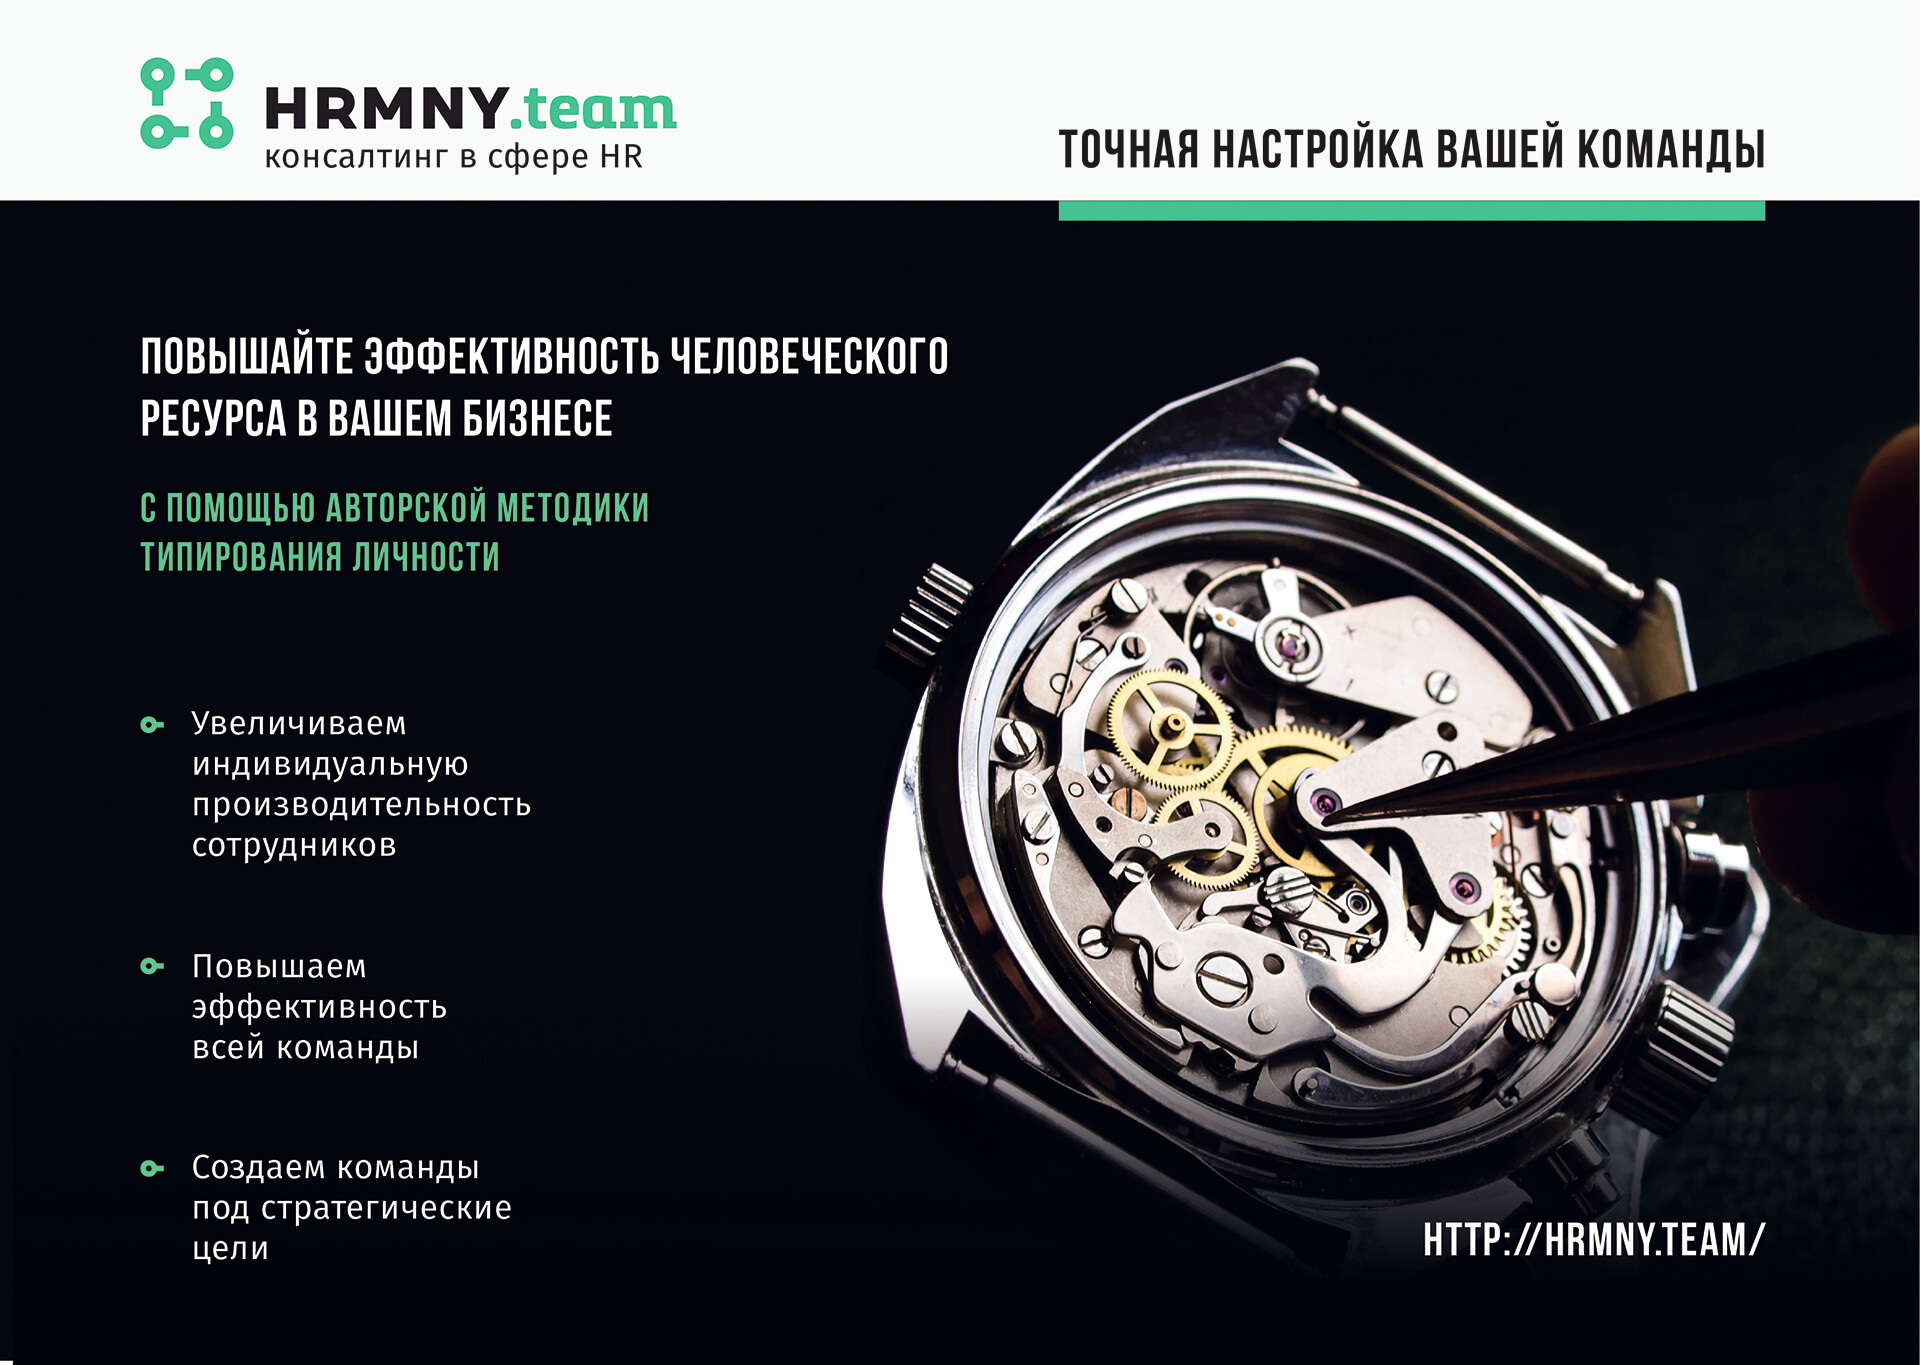 HRMNY.team
консалтинг в сфере HR
ТОЧНАЯ НАСТРОЙКА ВАШЕЙ КОМАНДЫ
ПОВЫШАЙТЕ ЭФФЕКТИВНОСТЬ ЧЕЛОВЕЧЕСКОГО
РЕСУРСА В ВАШЕМ БИЗНЕСЕ
С ПОМОЩЬЮ АВТОРСКОЙ МЕТОДИКИ
ТИПИРОВАНИЯ ЛИЧНОСТИ
Увеличиваем
индивидуальную
производительность
сотрудников
Повышаем
эффективность
всей команды
Создаем команды
под стратегические
цели
HTTP://HRMNY.TEAM/